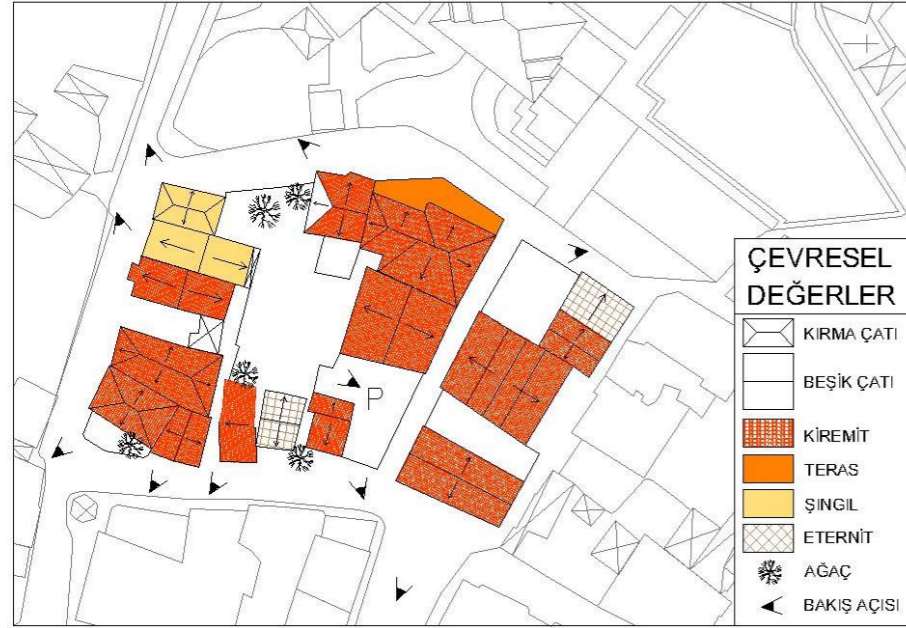 P
ÇEVRESEL
DEĞERLER
KIRMA ÇATI
BEŞİK ÇATI
KİREMİT
TERAS
ŞINGIL
ETERNİT
AĞAÇ
BAKIŞ AÇISI